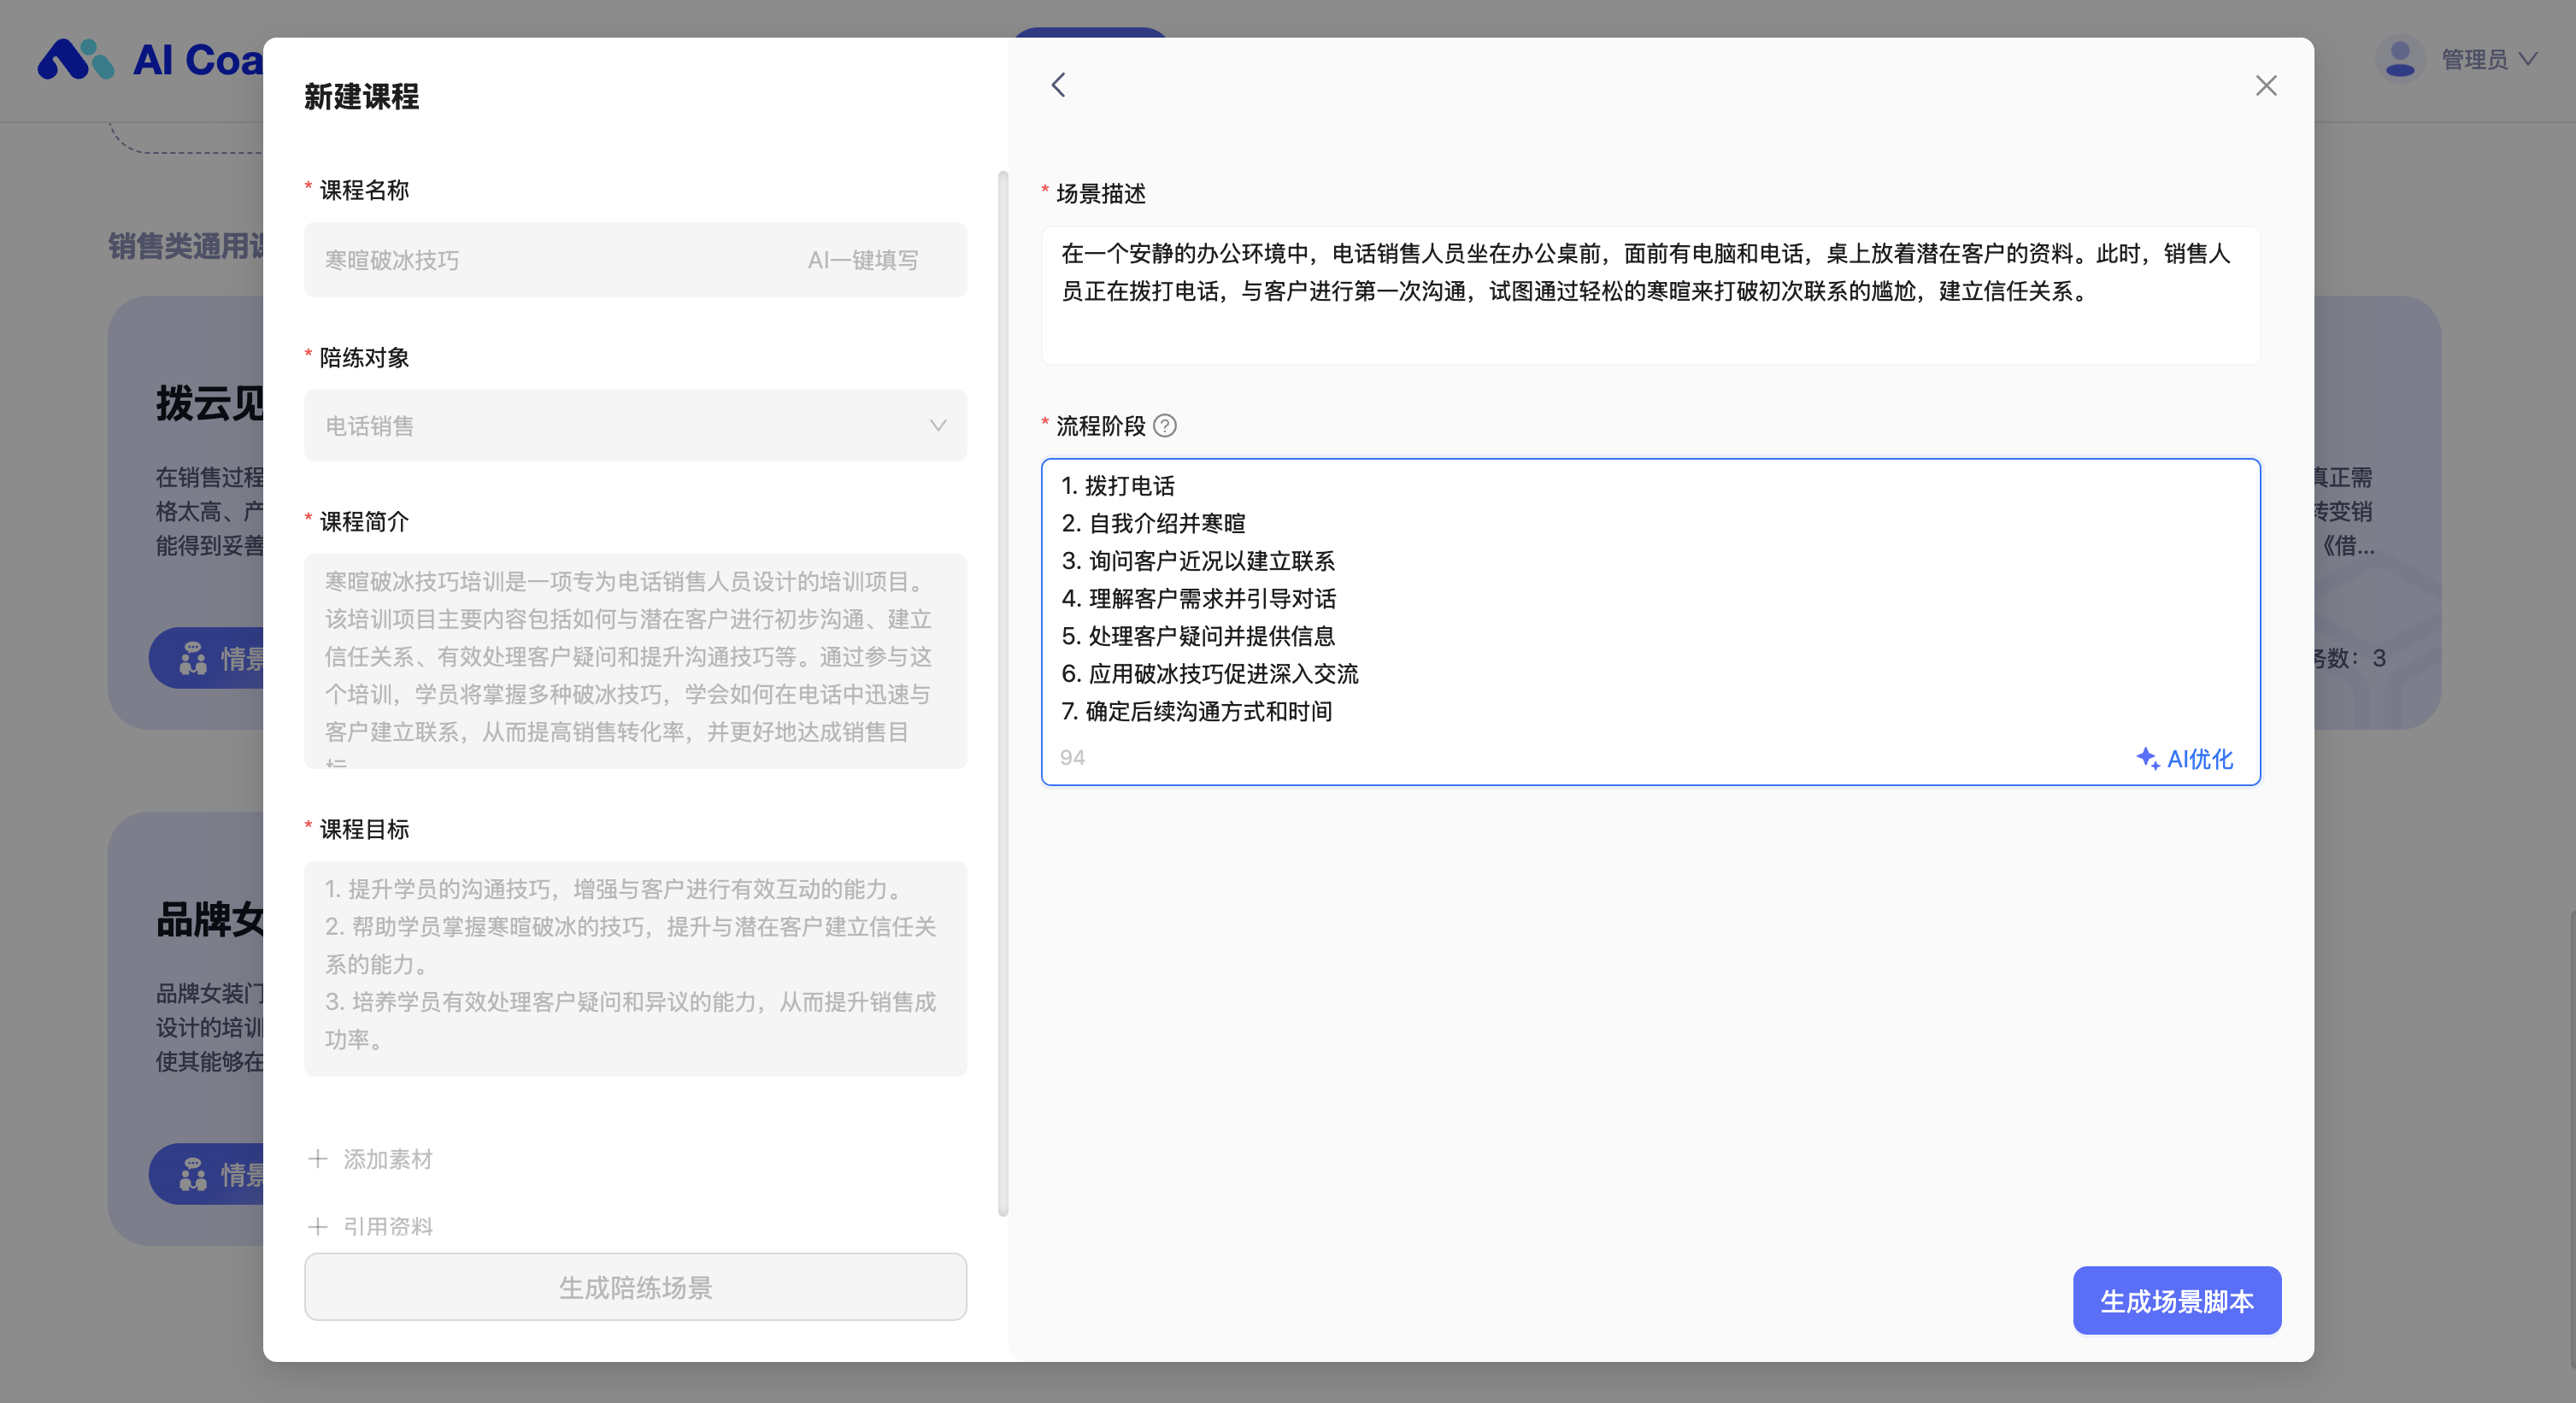 AI Coa
管理员
销售类通用课
拨云见
在销售过程
格太高、产
能得到妥善
情景
真正需
转变销
《借...
务数：3
品牌女
品牌女装门
设计的培训
使其能够在
情景
新建课程
* 课程名称
寒暄破冰技巧 AI一键填写
* 陪练对象
电话销售
* 课程简介
寒暄破冰技巧培训是一项专为电话销售人员设计的培训项目。
该培训项目主要内容包括如何与潜在客户进行初步沟通、建立
信任关系、有效处理客户疑问和提升沟通技巧等。通过参与这
个培训，学员将掌握多种破冰技巧，学会如何在电话中迅速与
客户建立联系，从而提高销售转化率，并更好地达成销售目
* 课程目标
1. 提升学员的沟通技巧，增强与客户进行有效互动的能力。
2. 帮助学员掌握寒暄破冰的技巧，提升与潜在客户建立信任关
系的能力。
3. 培养学员有效处理客户疑问和异议的能力，从而提升销售成
功率。
添加素材
引用资料
生成陪练场景
* 场景描述
在一个安静的办公环境中，电话销售人员坐在办公桌前，面前有电脑和电话，桌上放着潜在客户的资料。此时，销售人
员正在拨打电话，与客户进行第一次沟通，试图通过轻松的寒暄来打破初次联系的尴尬，建立信任关系。
* 流程阶段
1. 拨打电话
2. 自我介绍并寒暄
3. 询问客户近况以建立联系
4. 理解客户需求并引导对话
5. 处理客户疑问并提供信息
6. 应用破冰技巧促进深入交流
7. 确定后续沟通方式和时间
94
AI优化
生成场景脚本